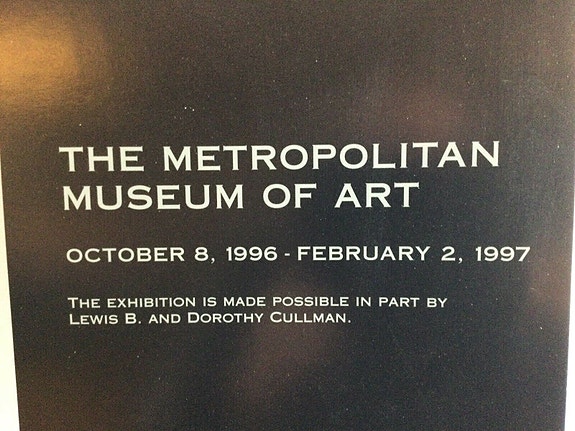 THE METROPOLITAN
MUSEUM OF ART
OCTOBER 8, 1996 - FEBRUARY 2, 1997
THE EXHIBITION IS MADE POSSIBLE IN PART BY
LEWIS B. AND DOROTHY CULLMAN.